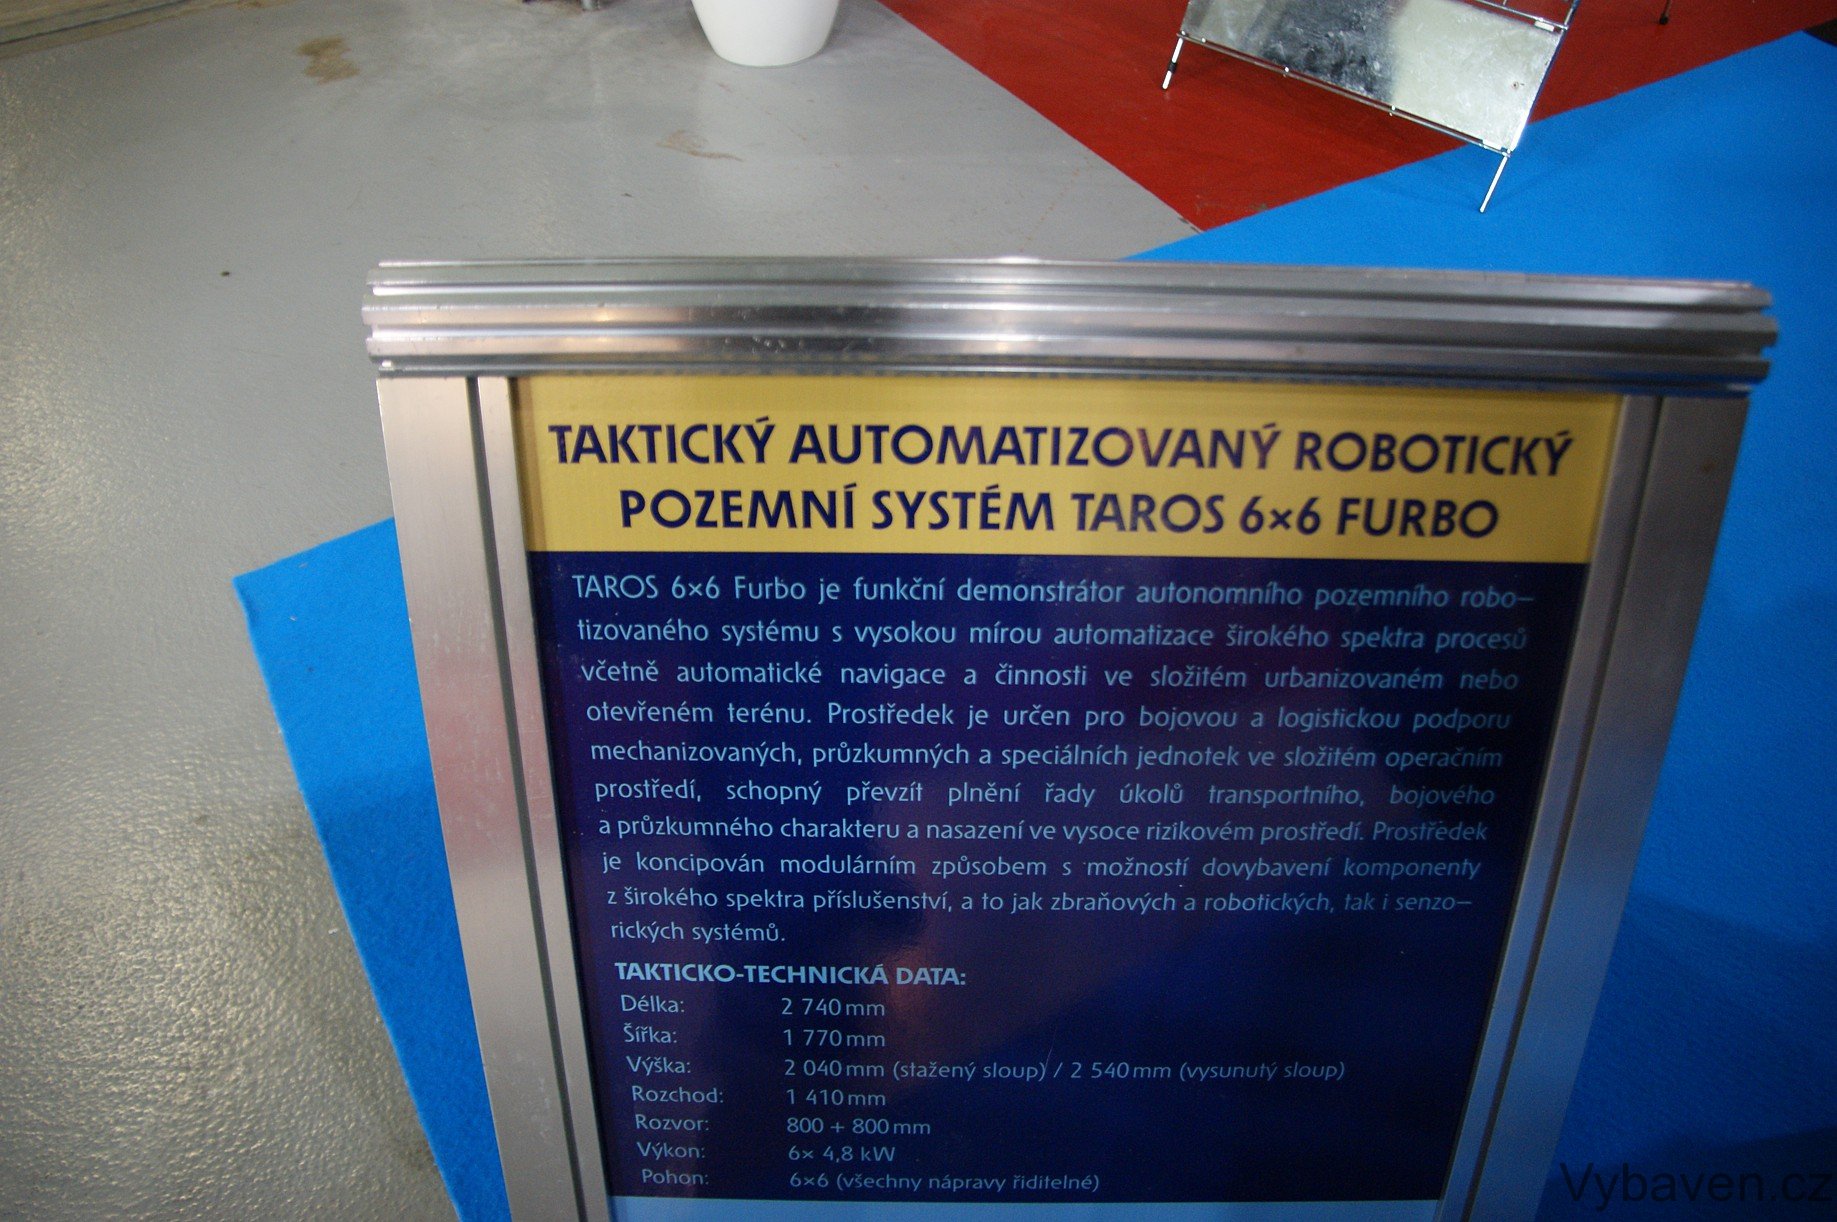 TAKTICKÝ AUTOMATIZOVANÝ ROBOTICKÝ
POZEMNÍ SYSTÉM TAROS 6×6 FURBO
TAROS 6×6 Furbo je funkční demonstrátor autonomního pozemního robo–
tizovaného systému s vysokou mírou automatizace širokého spektra procesů
včetně automatické navigace a činnosti ve složitém urbanizovaném nebo
otevřeném terénu. Prostředek je určen pro bojovou a logistickou podporu
mechanizovaných, průzkumných a speciálních jednotek ve složitém operačním
prostředí, schopný převzít plnění řady úkolů transportního, bojového
a průzkumného charakteru a nasazení ve vysoce rizikovém prostředí. Prostředek
je koncipován modulárním způsobem s možností dovybavení komponenty
z širokého spektra příslušenství, a to jak zbraňových a robotických, tak i senzo–
rických systémů.
TAKTICKO-TECHNICKÁ DATA:
Délka: 2 740 mm
Šířka: 1 770 mm
Výška: 2 040 mm (stažený sloup) / 2 540 mm (vysunutý sloup)
Rozchod: 1 410 mm
Rozvor: 800 + 800 mm
Výkon: 6× 4,8 kW
Pohon: 6×6 (všechny nápravy řiditelné)
Vybaven.cz